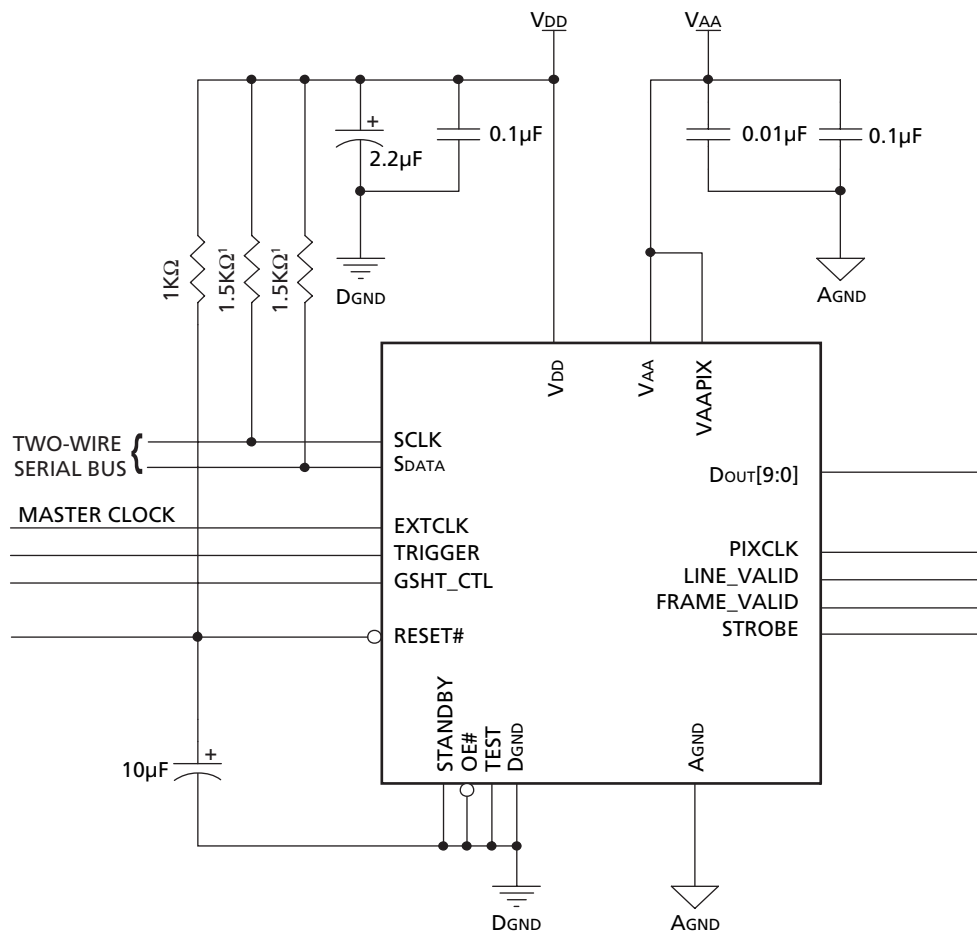 VDD
VAA
+
2.2µF
0.1µF
0.01µF
0.1µF
1KΩ
1.5KΩ¹
1.5KΩ¹
DGND
AGND
VDD
VAA
VAAPIX
TWO-WIRE
SERIAL BUS
{
SCLK
SDATA
DOUT[9:0]
MASTER CLOCK
EXTCLK
TRIGGER
GSHT_CTL
PIXCLK
LINE_VALID
FRAME_VALID
STROBE
RESET#
STANDBY
OE#
TEST
DGND
AGND
+
10µF
DGND
AGND